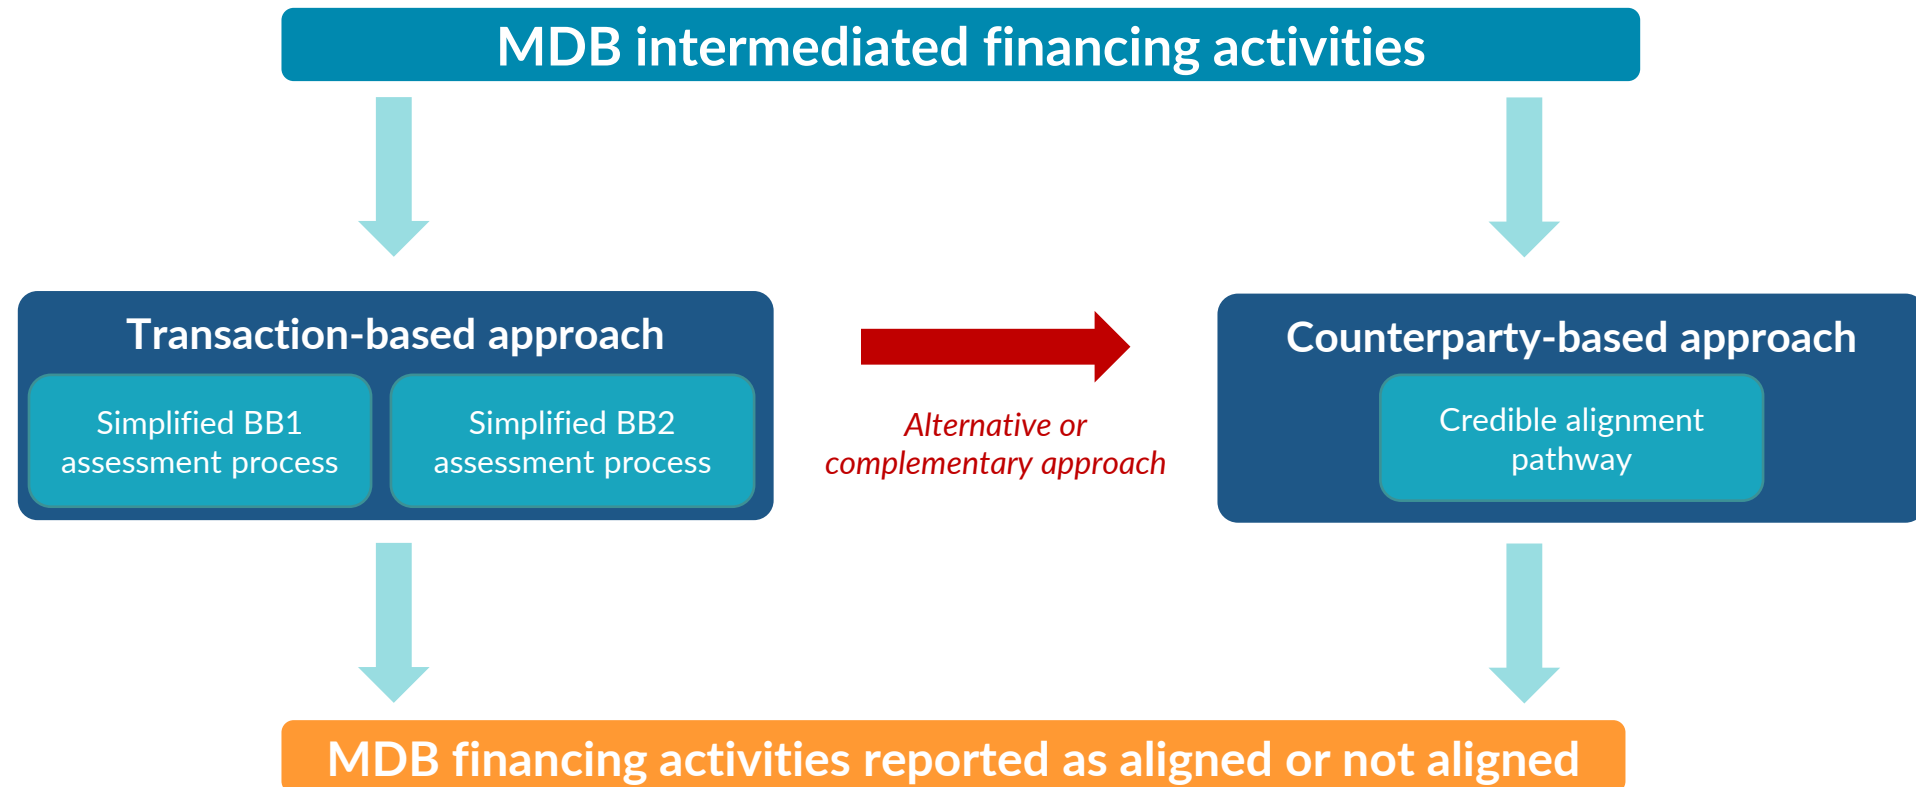 MDB intermediated financing activities
Transaction-based approach
Simplified BB1
assessment process
Simplified BB2
assessment process
Alternative or
complementary approach
Counterparty-based approach
Credible alignment
pathway
MDB financing activities reported as aligned or not aligned